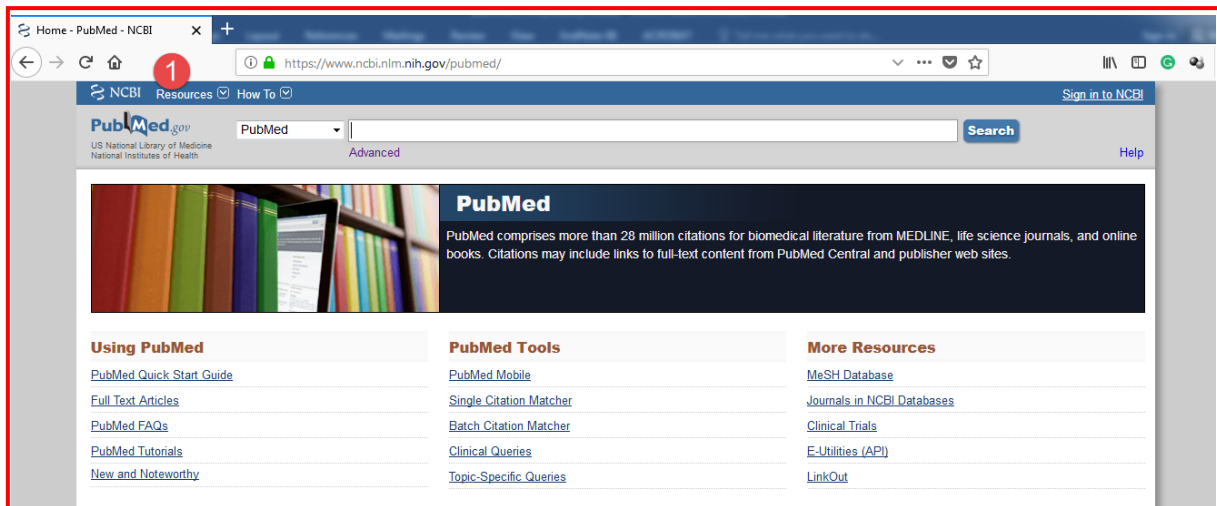 Home - PubMed - NCBI
1
https://www.ncbi.nlm.nih.gov/pubmed/
NCBI Resources How To Sign in to NCBI
PubMed.gov
US National Library of Medicine
National Institutes of Health
PubMed
Search
Advanced
Help
PubMed
PubMed comprises more than 28 million citations for biomedical literature from MEDLINE, life science journals, and online
books. Citations may include links to full-text content from PubMed Central and publisher web sites.
Using PubMed
PubMed Quick Start Guide
Full Text Articles
PubMed FAQs
PubMed Tutorials
New and Noteworthy
PubMed Tools
PubMed Mobile
Single Citation Matcher
Batch Citation Matcher
Clinical Queries
Topic-Specific Queries
More Resources
MeSH Database
Journals in NCBI Databases
Clinical Trials
E-Utilities (API)
LinkOut